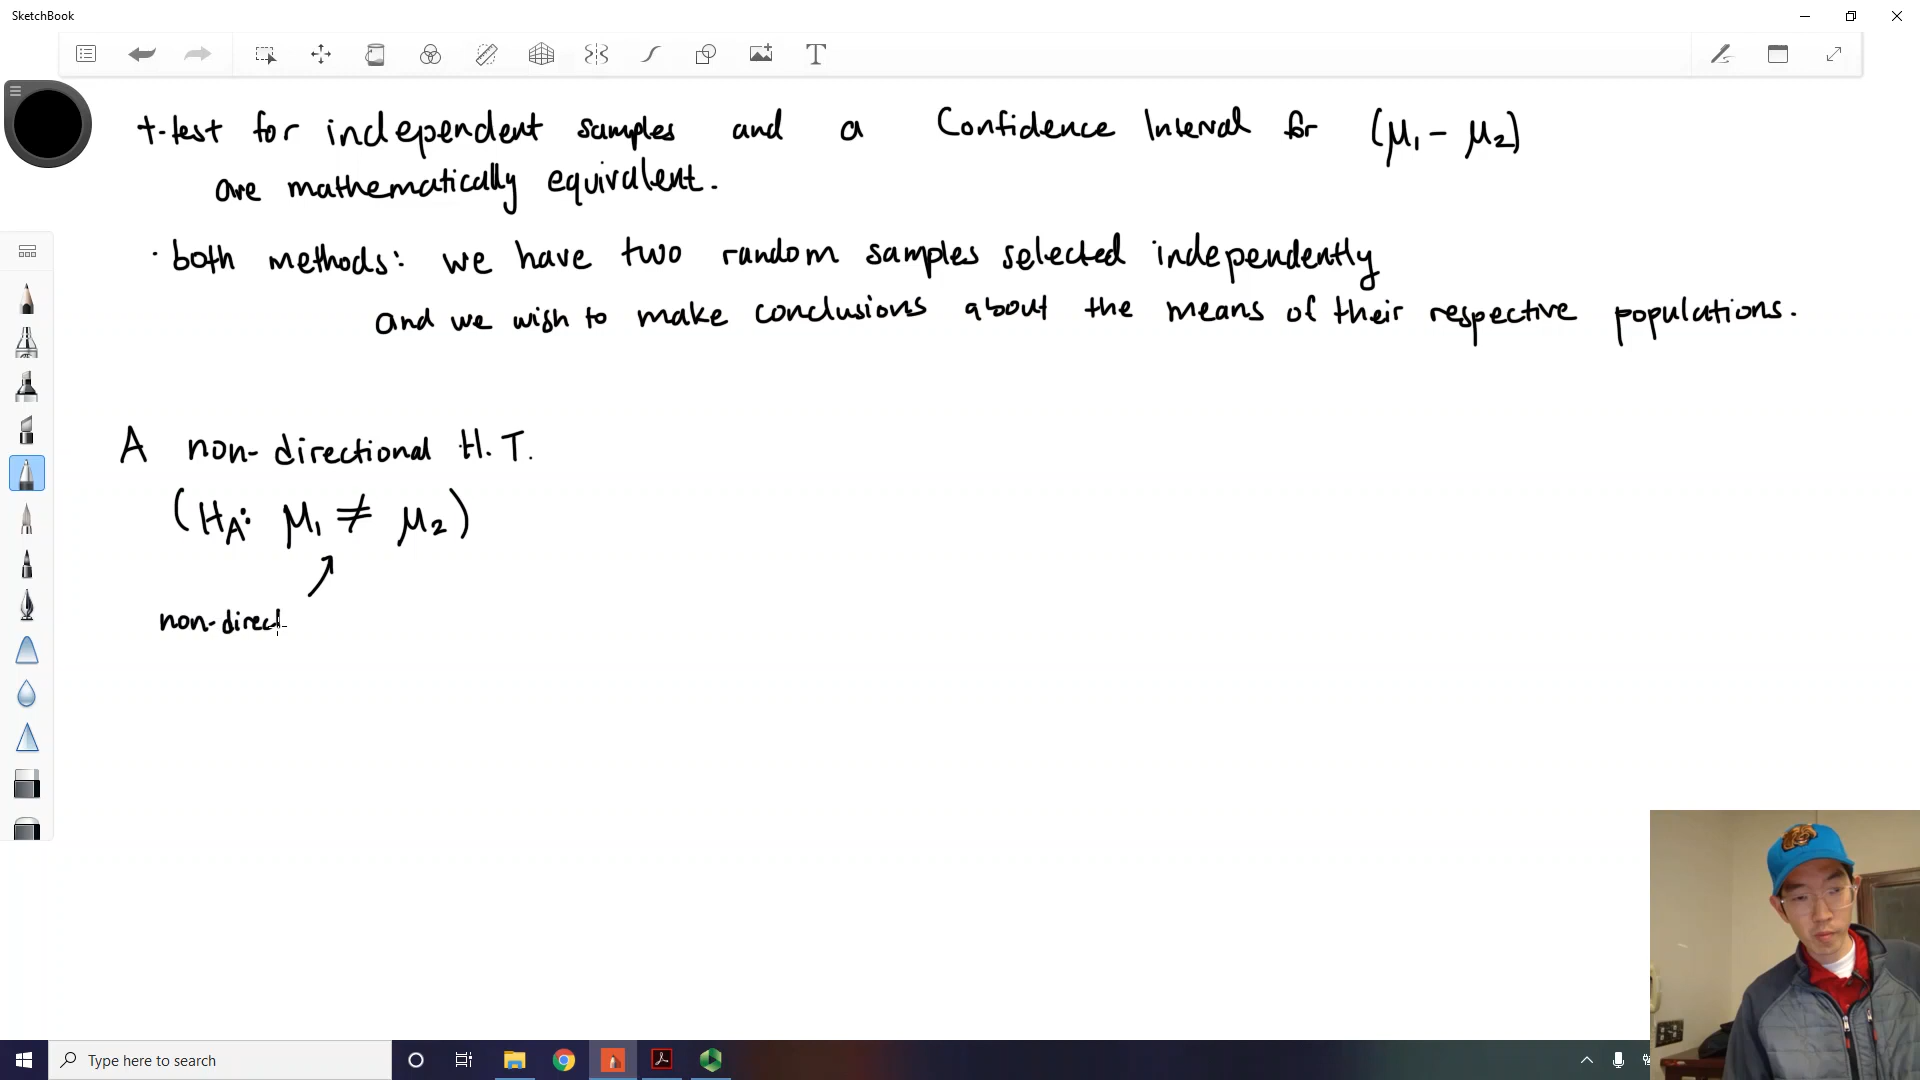 SketchBook
t-test for independent samples and a Confidence Interval for (μ₁ - μ₂)
are mathematically equivalent.
· both methods: we have two random samples selected independently
and we wish to make conclusions about the means of their respective populations.
A non-directional H.T.
(H_A: μ₁ ≠ μ₂)
non-direct
Type here to search